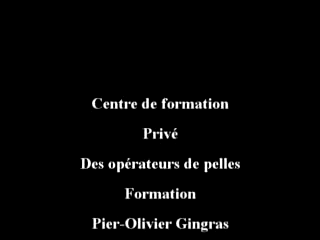 Centre de formation
Privé
Des opérateurs de pelles
Formation
Pier-Olivier Gingras